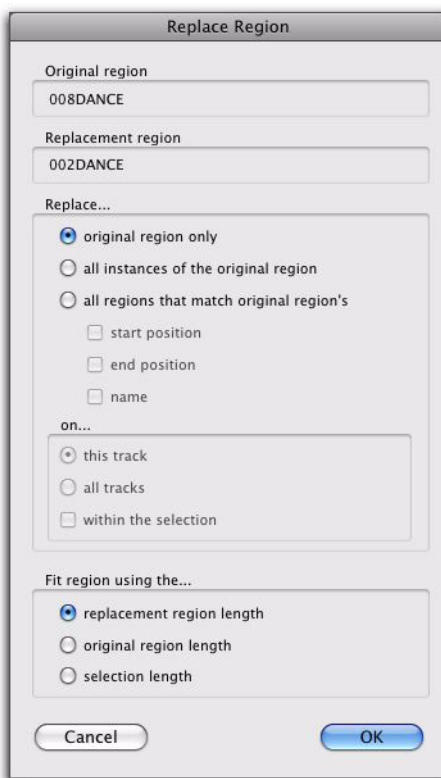 Replace Region
Original region
008DANCE
Replacement region
002DANCE
Replace...
original region only
all instances of the original region
all regions that match original region's
start position
end position
name
on...
this track
all tracks
within the selection
Fit region using the...
replacement region length
original region length
selection length
Cancel
OK